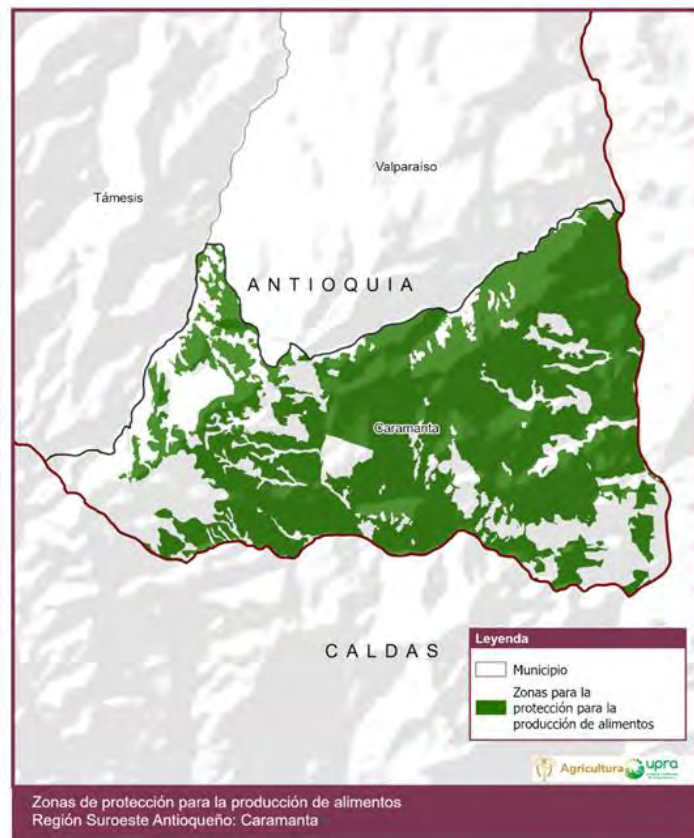 Valparaíso
Támesis
ANTIOQUIA
Caramanta
CALDAS
Leyenda
Municipio
Zonas para la
protección para la
producción de alimentos
Agricultura upra
Zonas de protección para la producción de alimentos
Región Suroeste Antioqueño: Caramanta